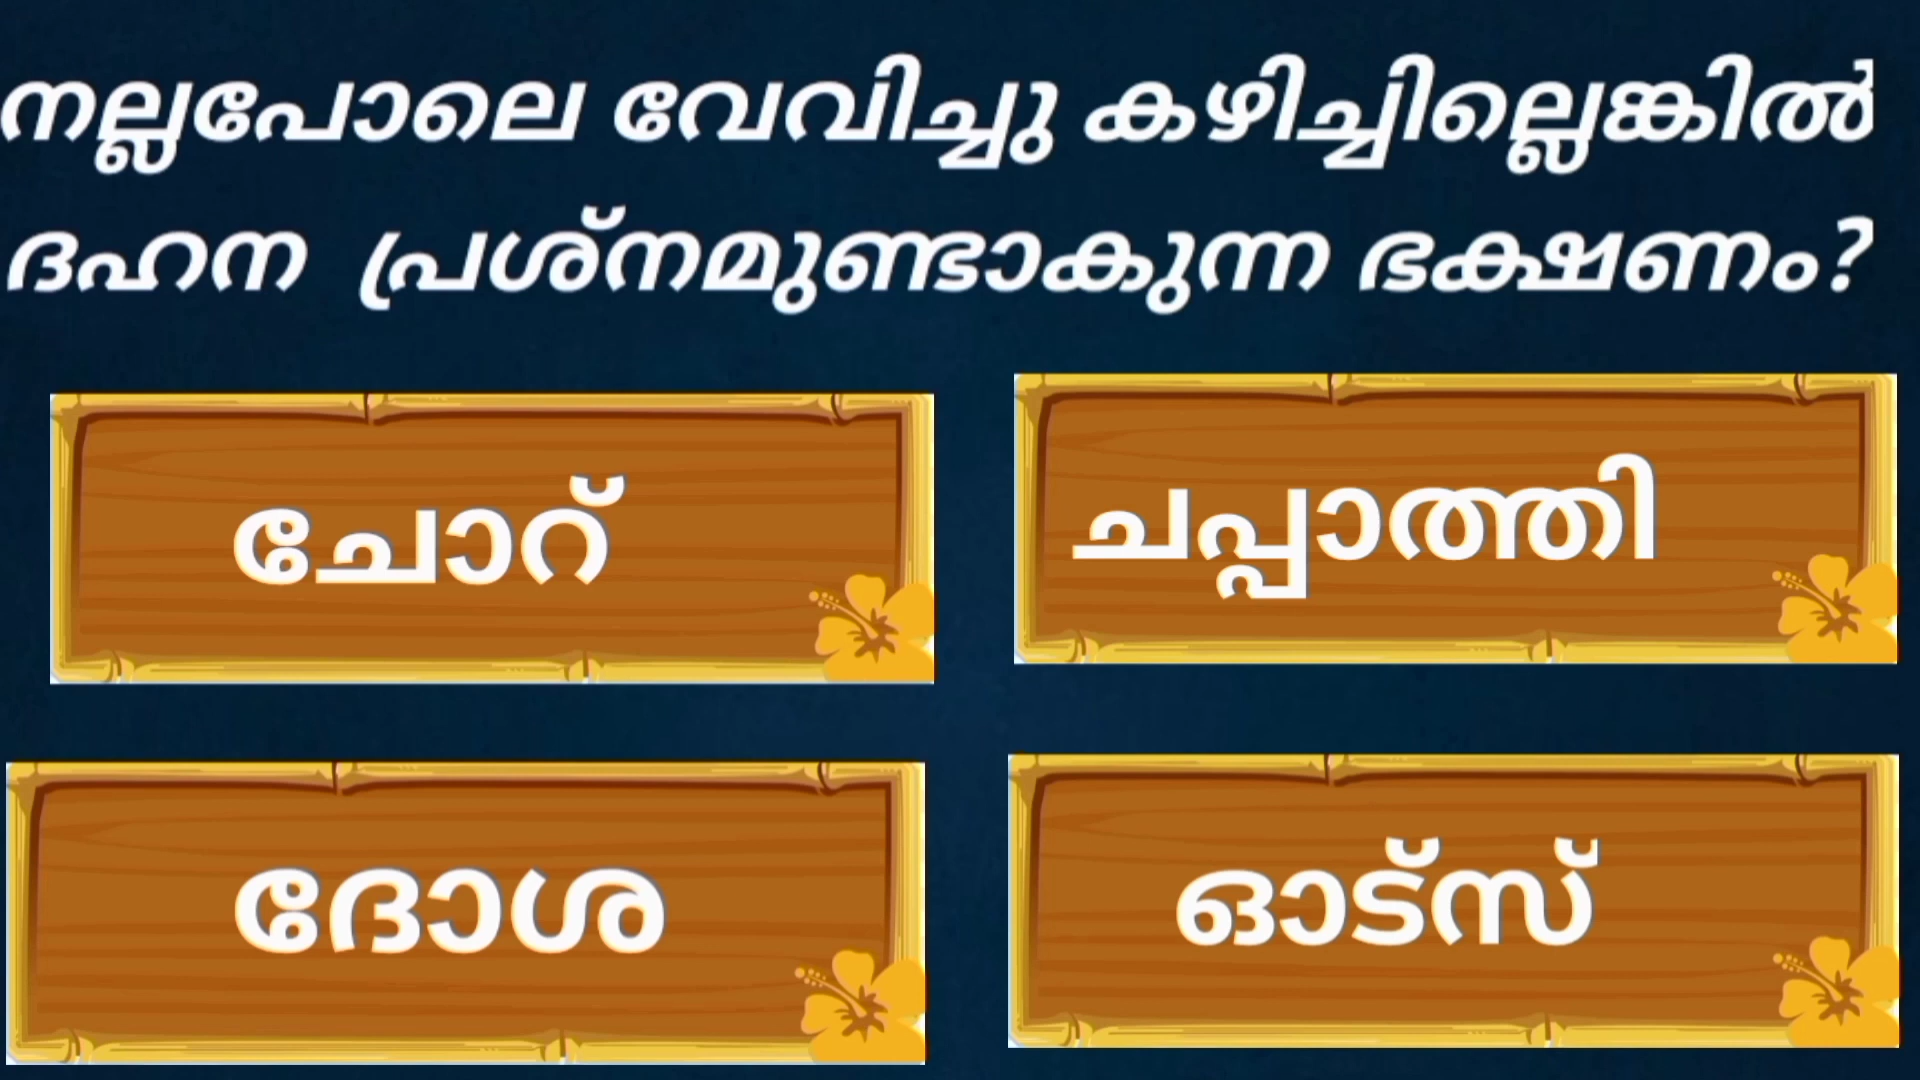 നല്ലപോലെ വേവിച്ചു കഴിച്ചില്ലെങ്കിൽ
ദഹന പ്രശ്നമുണ്ടാകുന്ന ഭക്ഷണം?
ചോറ്
ചപ്പാത്തി
ദോശ
ഓട്സ്